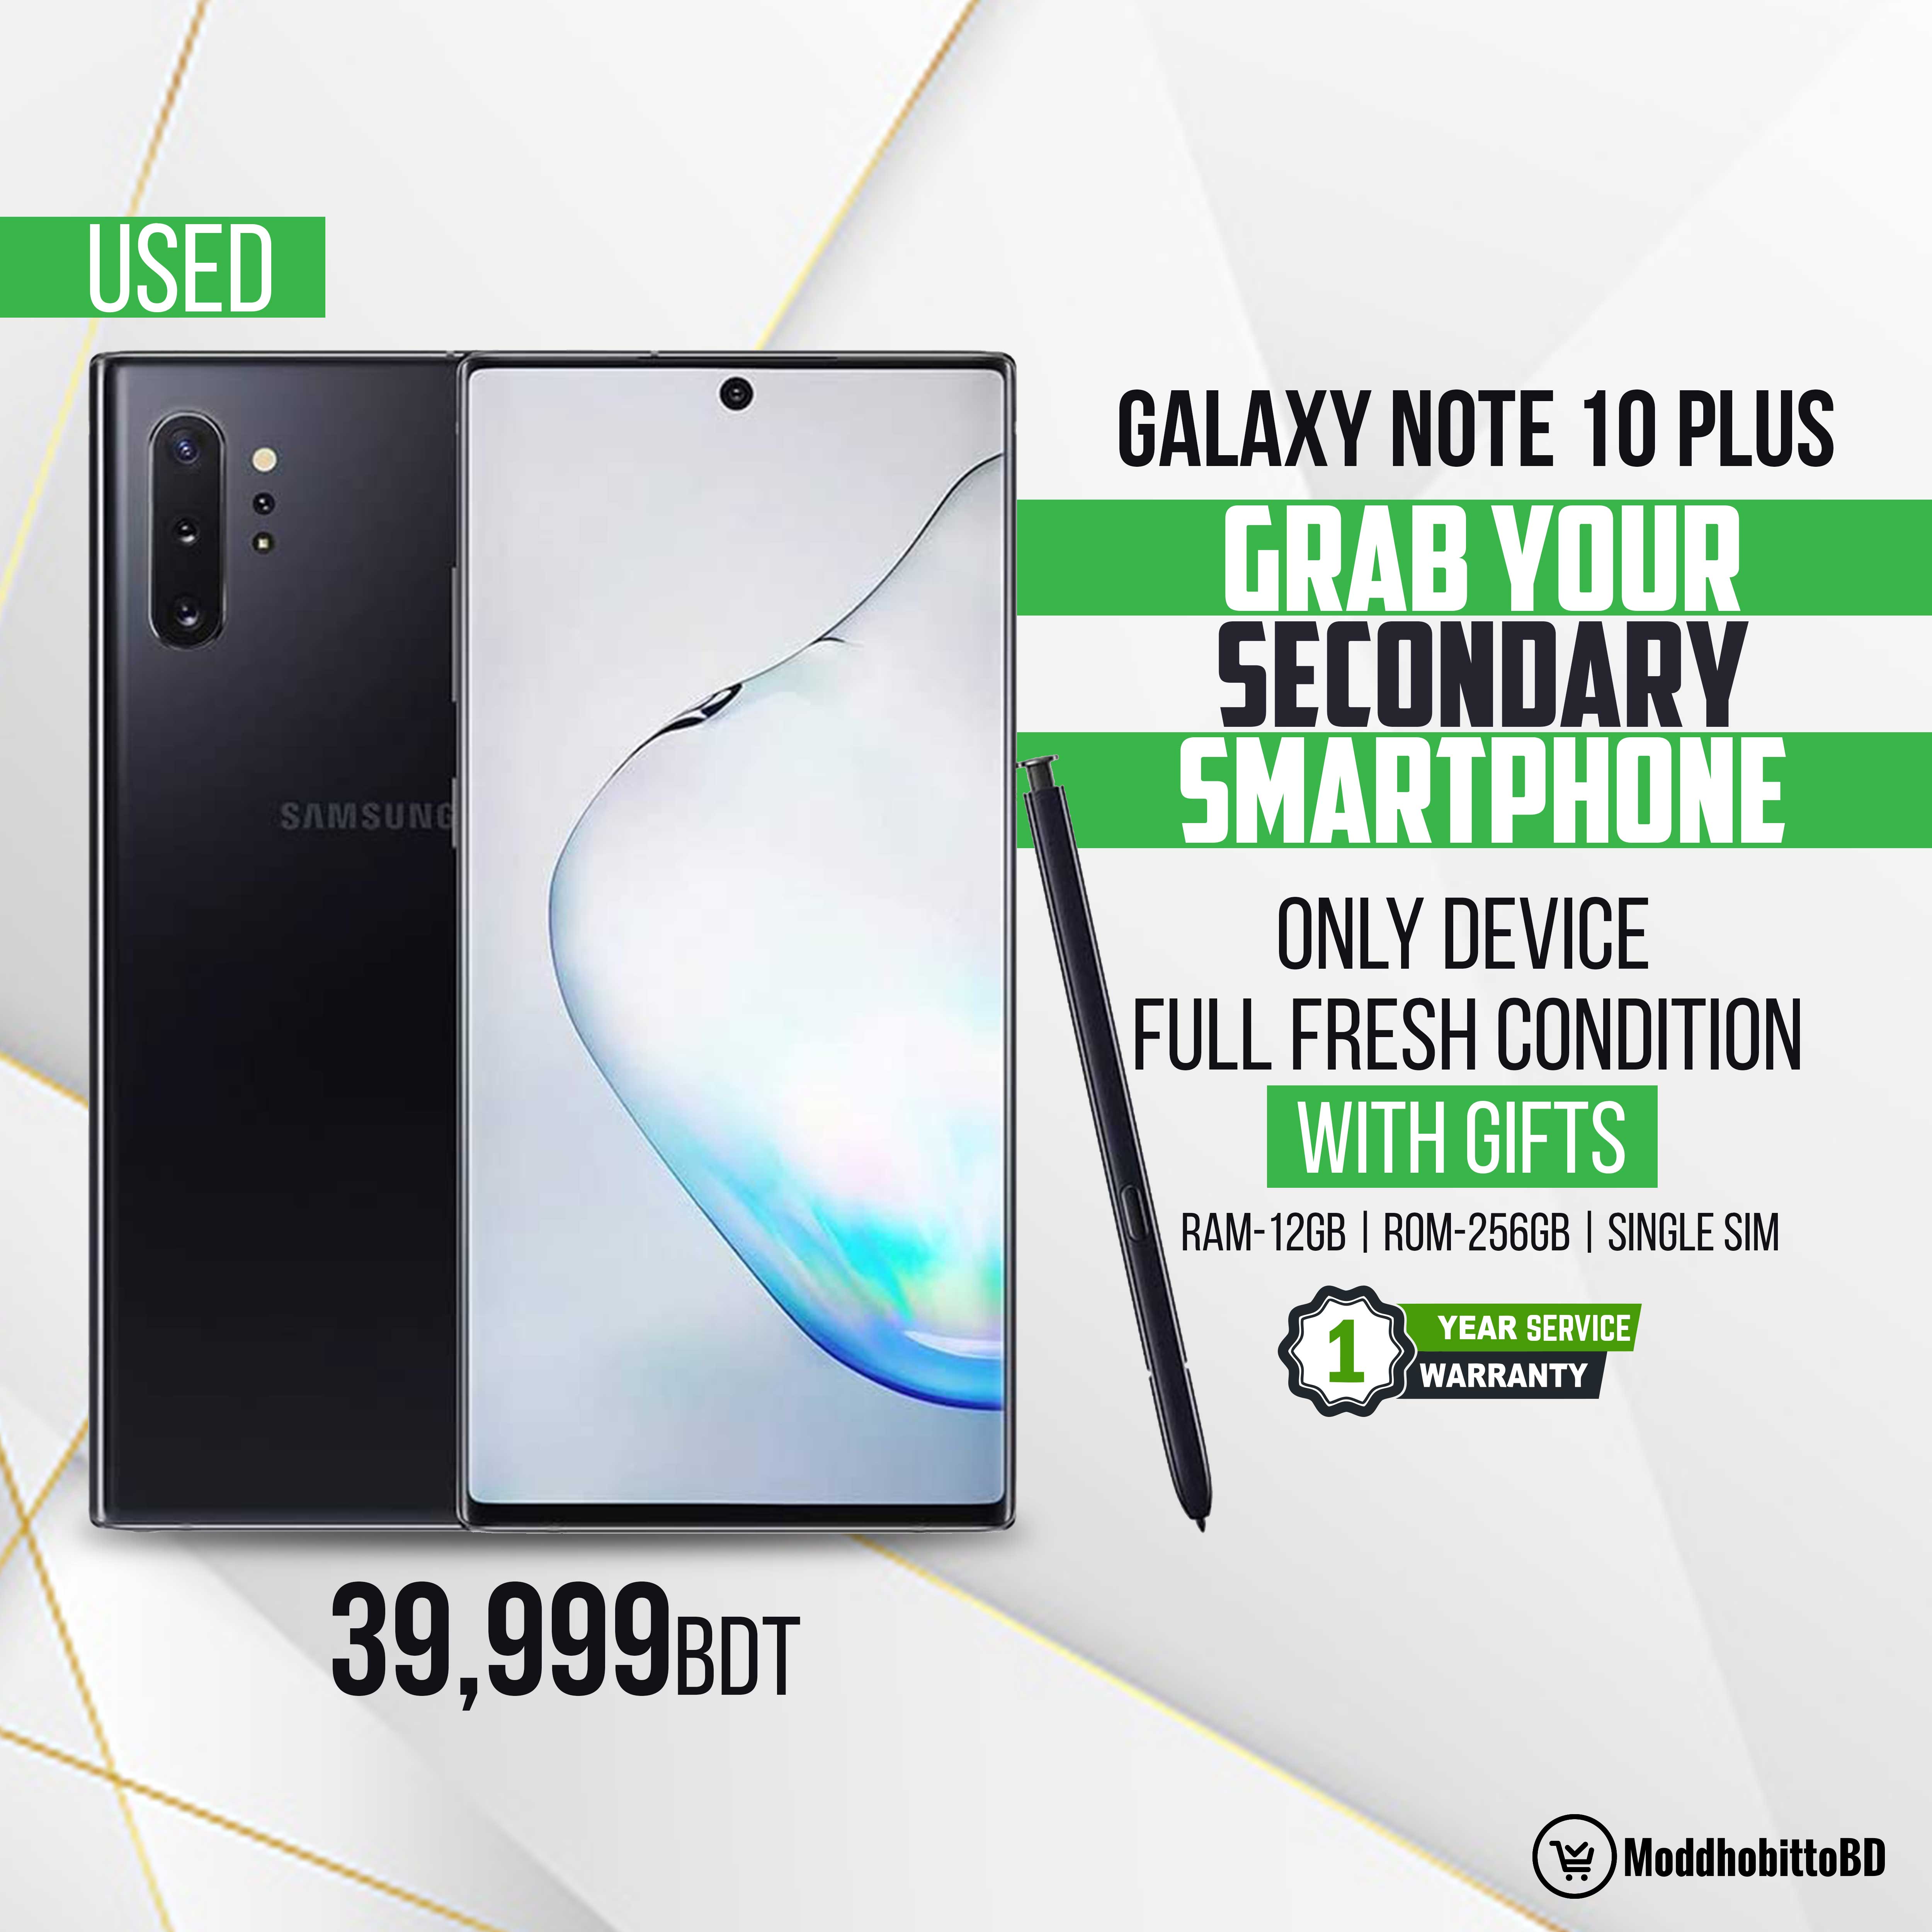 USED
SAMSUNG
GALAXY NOTE 10 PLUS
GRAB YOUR
SECONDARY
SMARTPHONE
ONLY DEVICE
FULL FRESH CONDITION
WITH GIFTS
RAM-12GB | ROM-256GB | SINGLE SIM
1 YEAR SERVICE
WARRANTY
39,999BDT
ModdhobittoBD